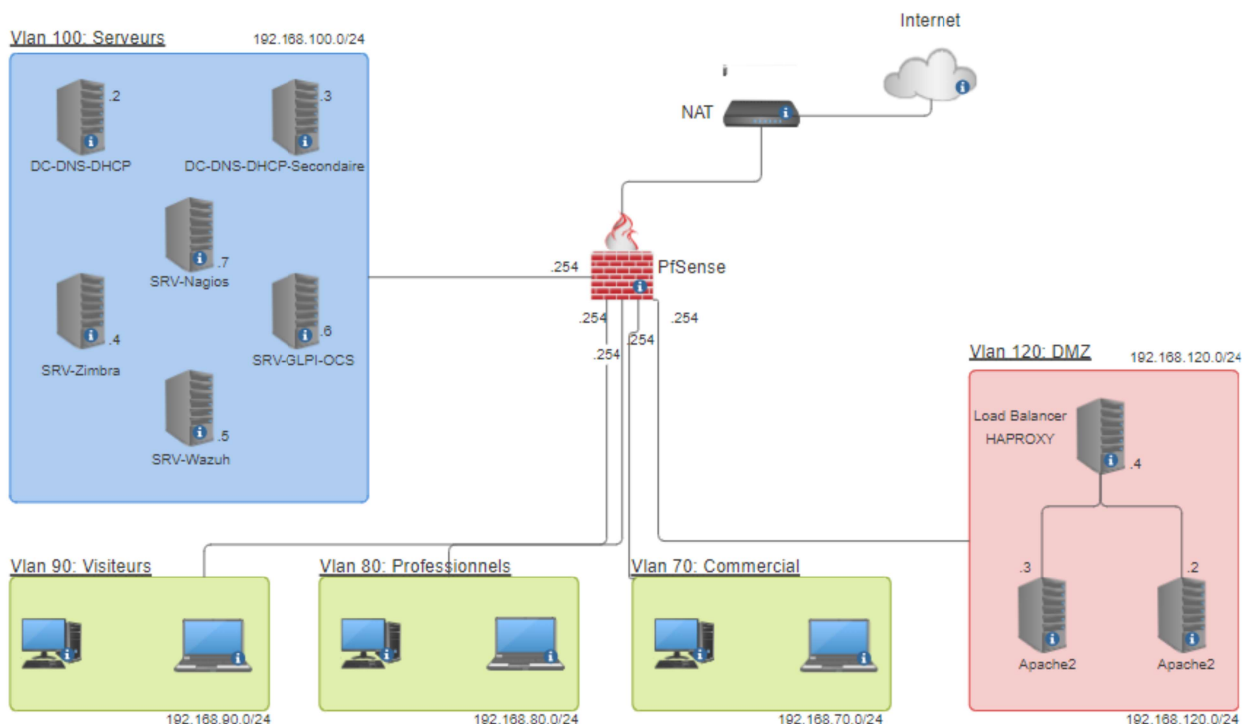 Internet
Vlan 100: Serveurs
192.168.100.0/24
.2
.3
NAT
DC-DNS-DHCP
DC-DNS-DHCP-Secondaire
.7
SRV-Nagios
.254
PfSense
.4
SRV-Zimbra
.6
SRV-GLPI-OCS
.5
SRV-Wazuh
.254
.254
.254
.254
Vlan 120: DMZ
192.168.120.0/24
Load Balancer
HAPROXY
.4
.3
.2
Apache2
Apache2
192.168.120.0/24
Vlan 90: Visiteurs
192.168.90.0/24
Vlan 80: Professionnels
192.168.80.0/24
Vlan 70: Commercial
192.168.70.0/24